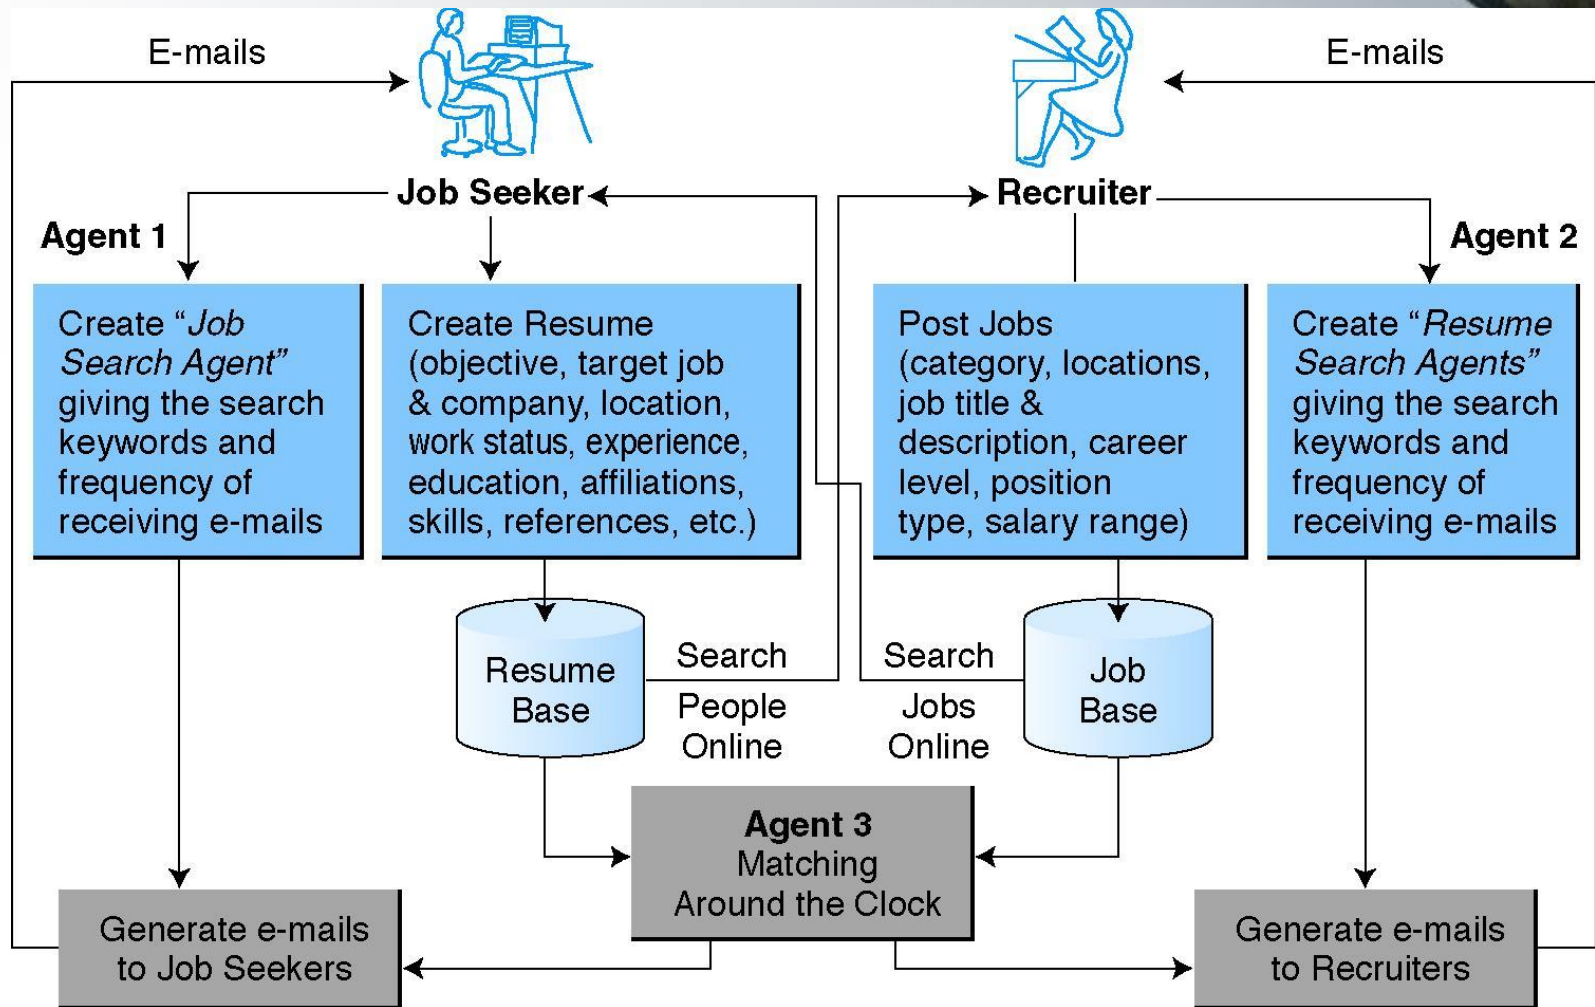 E-mails
E-mails
Job Seeker
Recruiter
Agent 1
Agent 2
Create “Job
Search Agent”
giving the search
keywords and
frequency of
receiving e-mails
Create Resume
(objective, target job
& company, location,
work status, experience,
education, affiliations,
skills, references, etc.)
Post Jobs
(category, locations,
job title &
description, career
level, position
type, salary range)
Create “Resume
Search Agents”
giving the search
keywords and
frequency of
receiving e-mails
Resume
Base
Search
People
Online
Search
Jobs
Online
Job
Base
Agent 3
Matching
Around the Clock
Generate e-mails
to Job Seekers
Generate e-mails
to Recruiters